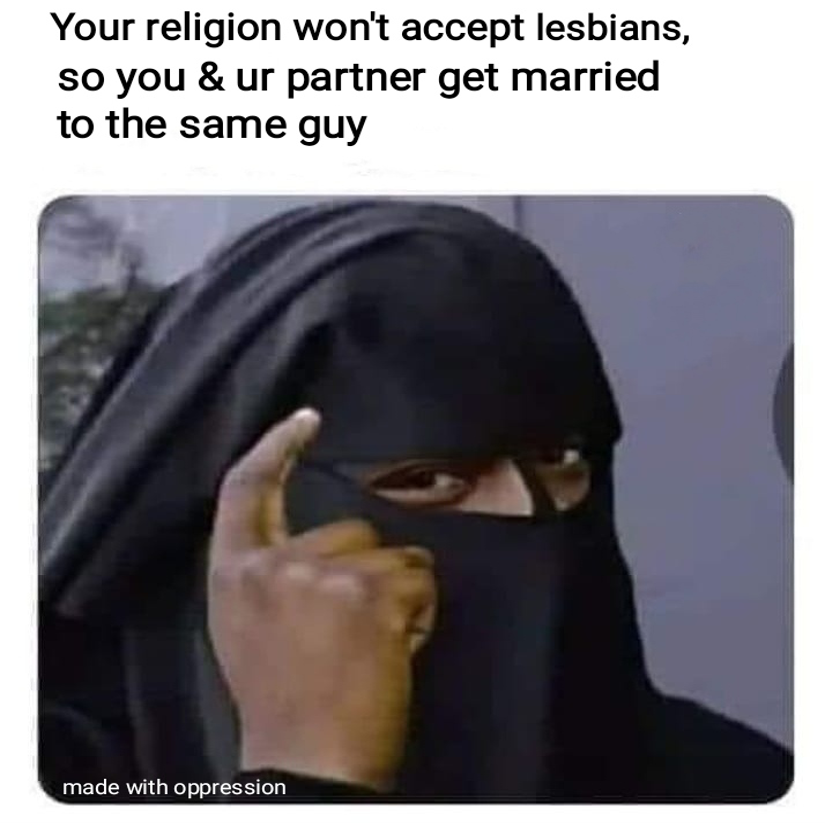 Your religion won't accept lesbians,
so you & ur partner get married
to the same guy
made with oppression